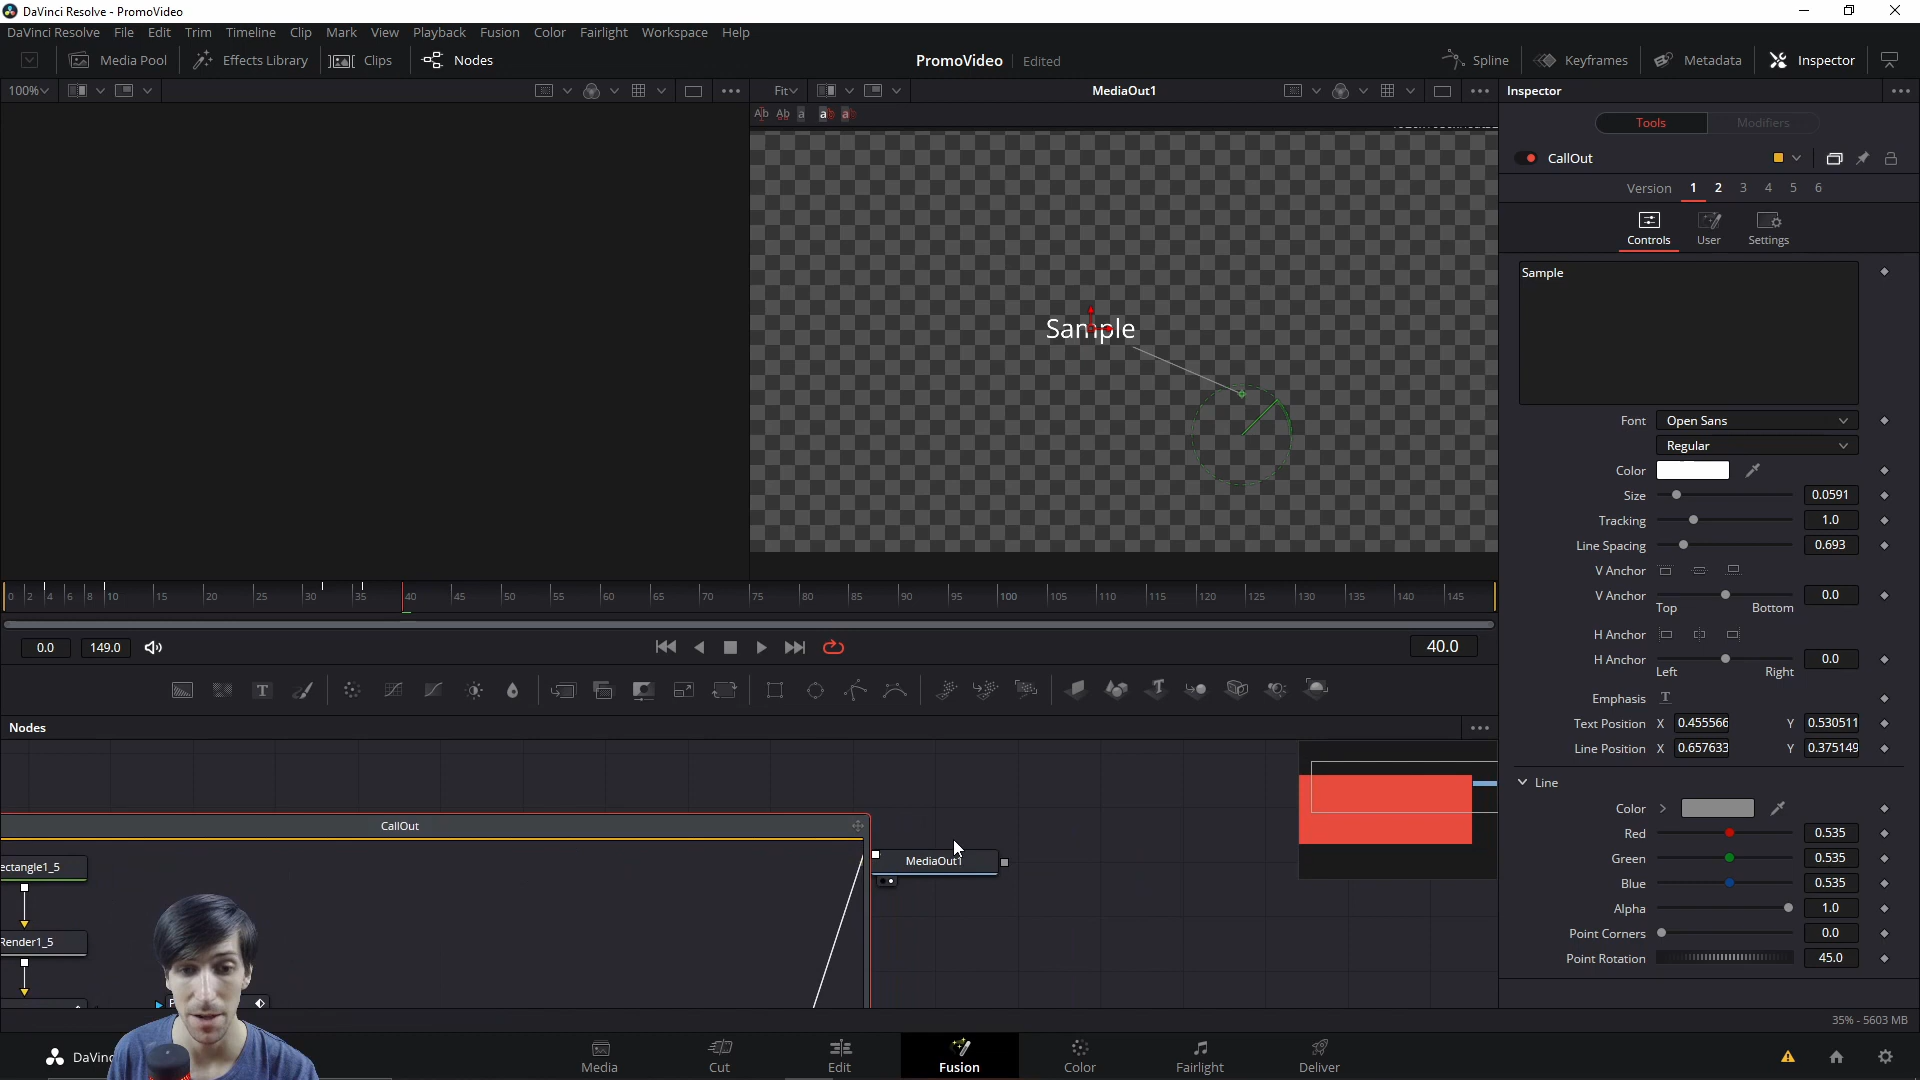 DaVinci Resolve - PromoVideo
DaVinci Resolve File Edit Trim Timeline Clip Mark View Playback Fusion Color Fairlight Workspace Help
Media Pool Effects Library Clips Nodes PromoVideo Edited Spline Keyframes Metadata Inspector
100% Fit MediaOut1 Inspector
Tools Modifiers
CallOut
Version 1 2 3 4 5 6
Controls User Settings
Sample
Sample
Font Open Sans
Regular
Color
Size 0.0591
Tracking 1.0
Line Spacing 0.693
V Anchor
V Anchor 0.0
Top Bottom
H Anchor
H Anchor 0.0
Left Right
Emphasis T
Text Position X 0.455566 Y 0.530511
Line Position X 0.657633 Y 0.375149
Line
Color
Red 0.535
Green 0.535
Blue 0.535
Alpha 1.0
Point Corners 0.0
Point Rotation 45.0
0 2 4 6 8 10 15 20 25 30 35 40 45 50 55 60 65 70 75 80 85 90 95 100 105 110 115 120 125 130 135 140 145
0.0 149.0 40.0
Nodes
CallOut
ectangle1_5
MediaOut1
Render1_5
P
35% - 5603 MB
DaVinc
Media Cut Edit Fusion Color Fairlight Deliver